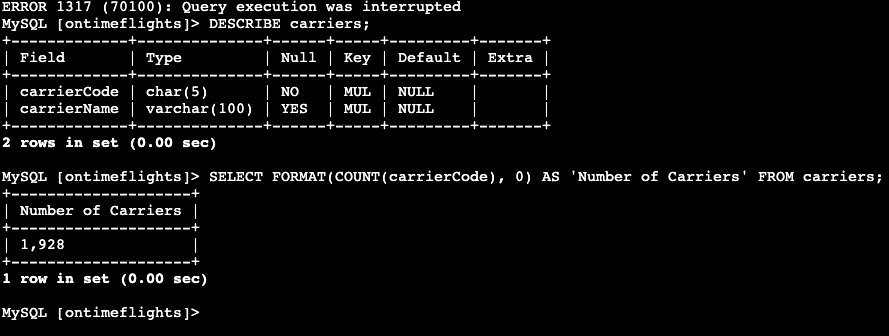 ERROR 1317 (70100): Query execution was interrupted
MySQL [ontimeflights]> DESCRIBE carriers;
+-------------+--------------+------+-----+---------+-------+
| Field       | Type         | Null | Key | Default | Extra |
+-------------+--------------+------+-----+---------+-------+
| carrierCode | char(5)      | NO   | MUL | NULL    |       |
| carrierName | varchar(100) | YES  | MUL | NULL    |       |
+-------------+--------------+------+-----+---------+-------+
2 rows in set (0.00 sec)
MySQL [ontimeflights]> SELECT FORMAT(COUNT(carrierCode), 0) AS 'Number of Carriers' FROM carriers;
+--------------------+
| Number of Carriers |
+--------------------+
| 1,928              |
+--------------------+
1 row in set (0.00 sec)
MySQL [ontimeflights]>